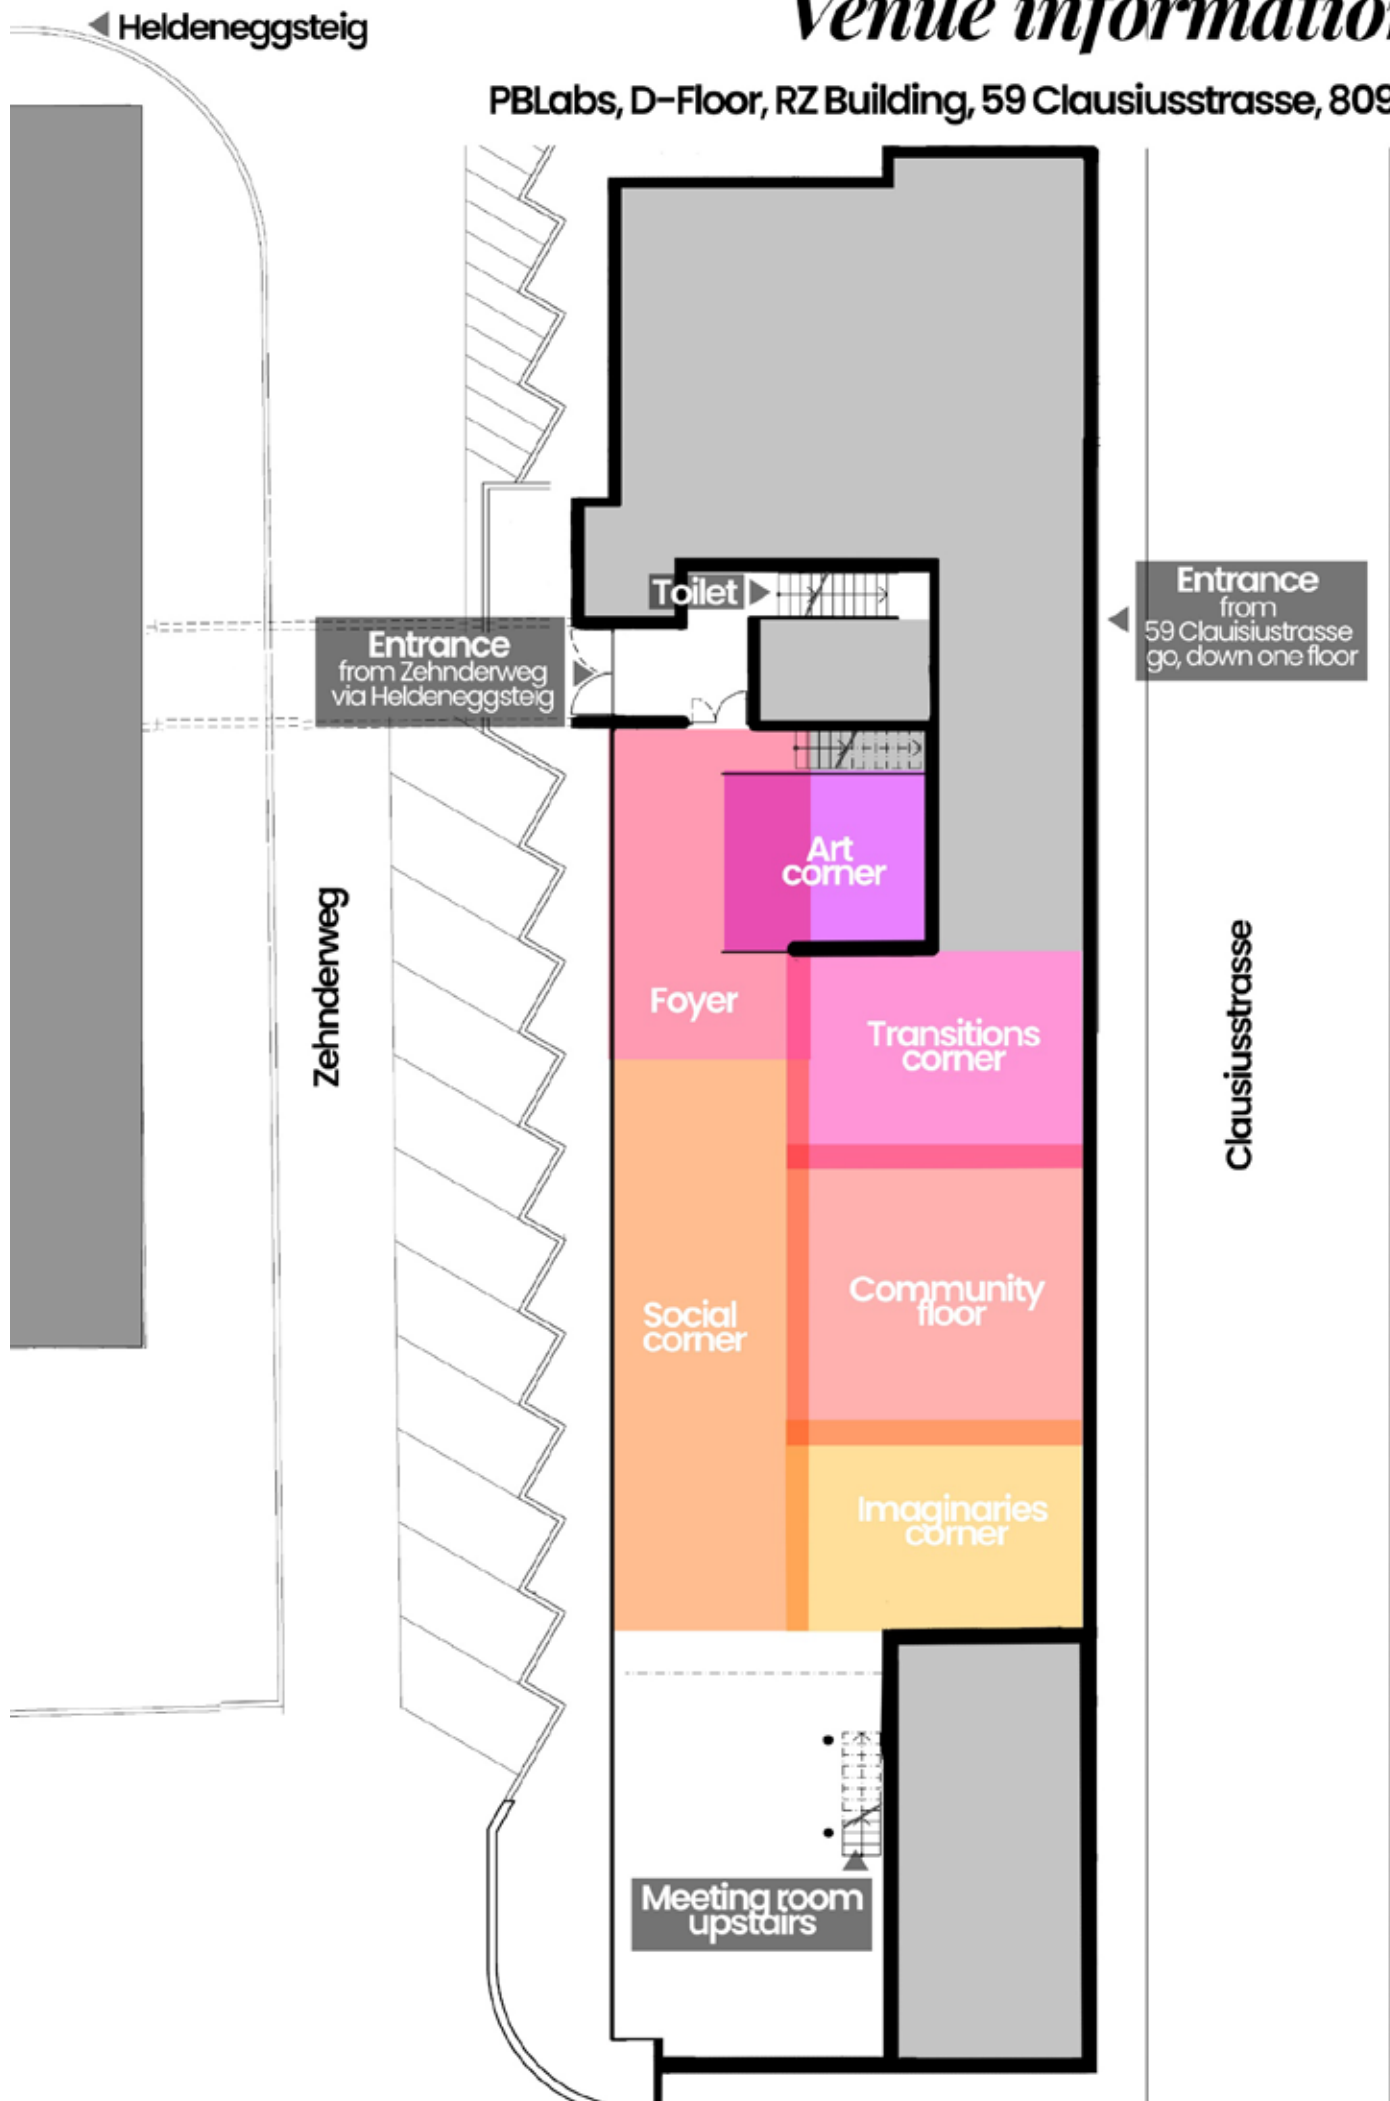 Heldeneggsteig
Venue information
PBLabs, D-Floor, RZ Building, 59 Clausiusstrasse, 809
Toilet
Entrance
from
59 Clauisiustrasse
go, down one floor
Entrance
from Zehnderweg
via Heldeneggsteig
Art
corner
Zehnderweg
Foyer
Transitions
corner
Clausiusstrasse
Community
floor
Social
corner
Imaginaries
corner
Meeting room
upstairs